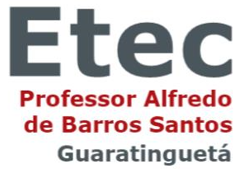 Etec
Professor Alfredo
de Barros Santos
Guaratinguetá